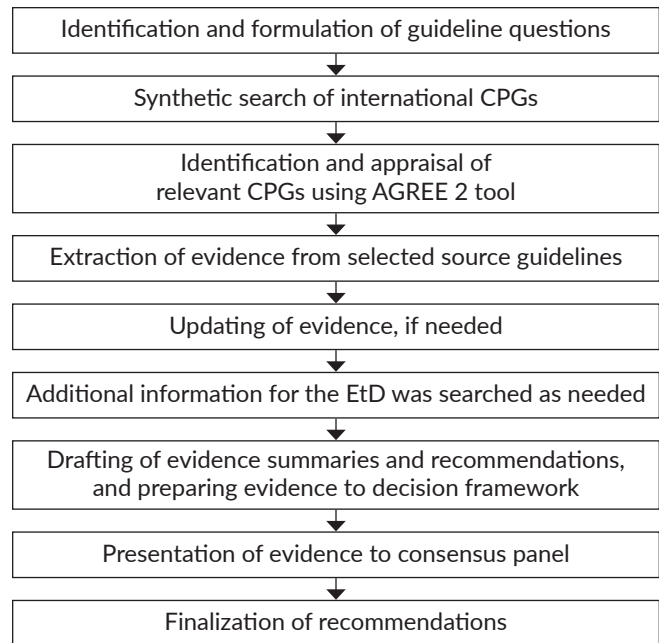 Identification and formulation of guideline questions
Synthetic search of international CPGs
Identification and appraisal of
relevant CPGs using AGREE 2 tool
Extraction of evidence from selected source guidelines
Updating of evidence, if needed
Additional information for the EtD was searched as needed
Drafting of evidence summaries and recommendations,
and preparing evidence to decision framework
Presentation of evidence to consensus panel
Finalization of recommendations